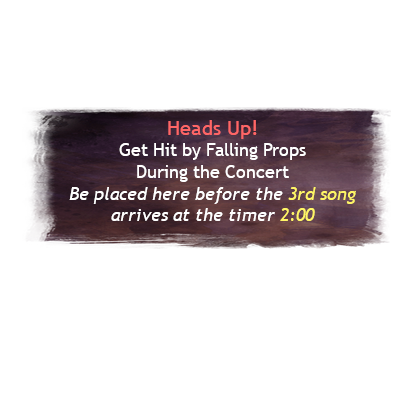 Heads Up!
Get Hit by Falling Props
During the Concert
Be placed here before the 3rd song
arrives at the timer 2:00